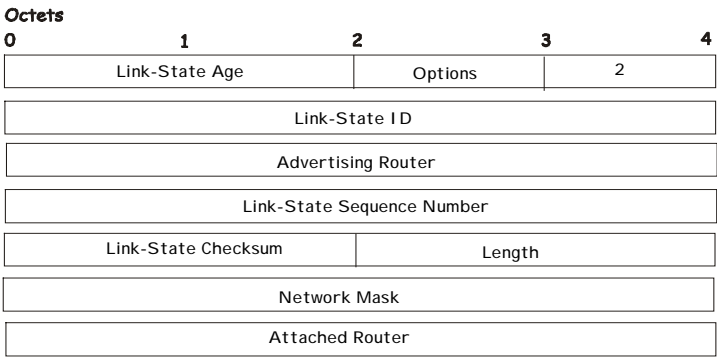 Octets
0 1 2 3 4
Link-State Age Options 2
Link-State ID
Advertising Router
Link-State Sequence Number
Link-State Checksum Length
Network Mask
Attached Router